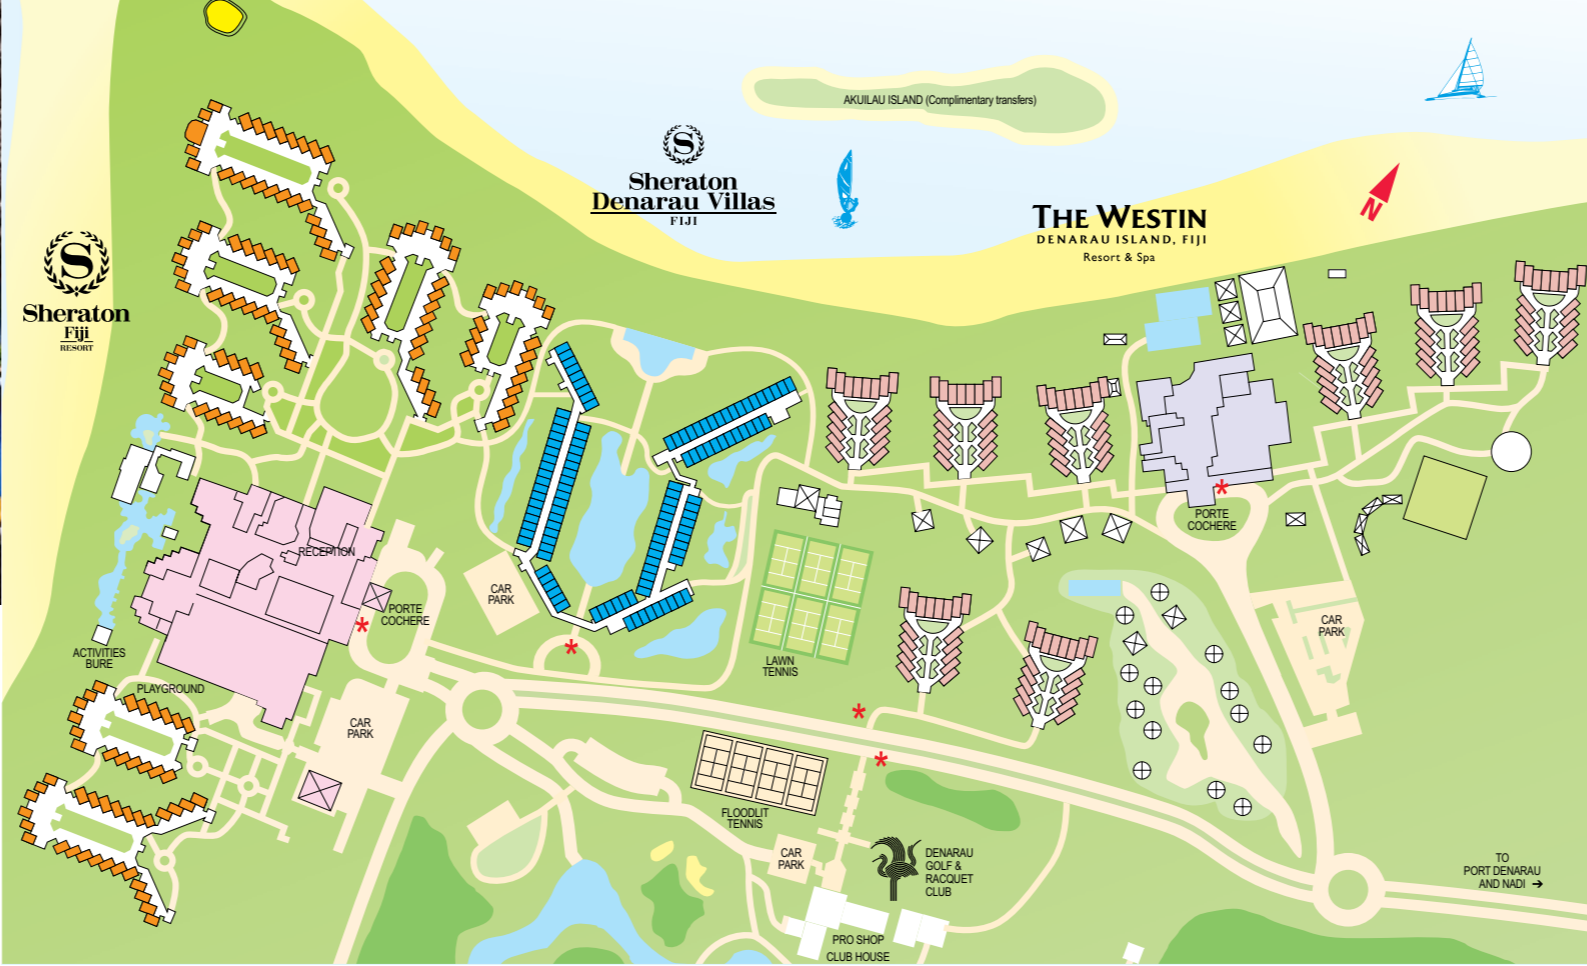 AKUILAU ISLAND (Complimentary transfers)
S
Sheraton
Denarau Villas
FIJI
THE WESTIN
DENARAU ISLAND, FIJI
Resort & Spa
N
S
Sheraton
Fiji
RESORT
RECEPTION
PORTE
COCHERE
CAR
PARK
PORTE
COCHERE
ACTIVITIES
BURE
PLAYGROUND
CAR
PARK
LAWN
TENNIS
CAR
PARK
FLOODLIT
TENNIS
CAR
PARK
DENARAU
GOLF &
RACQUET
CLUB
PRO SHOP
CLUB HOUSE
TO
PORT DENARAU
AND NADI →